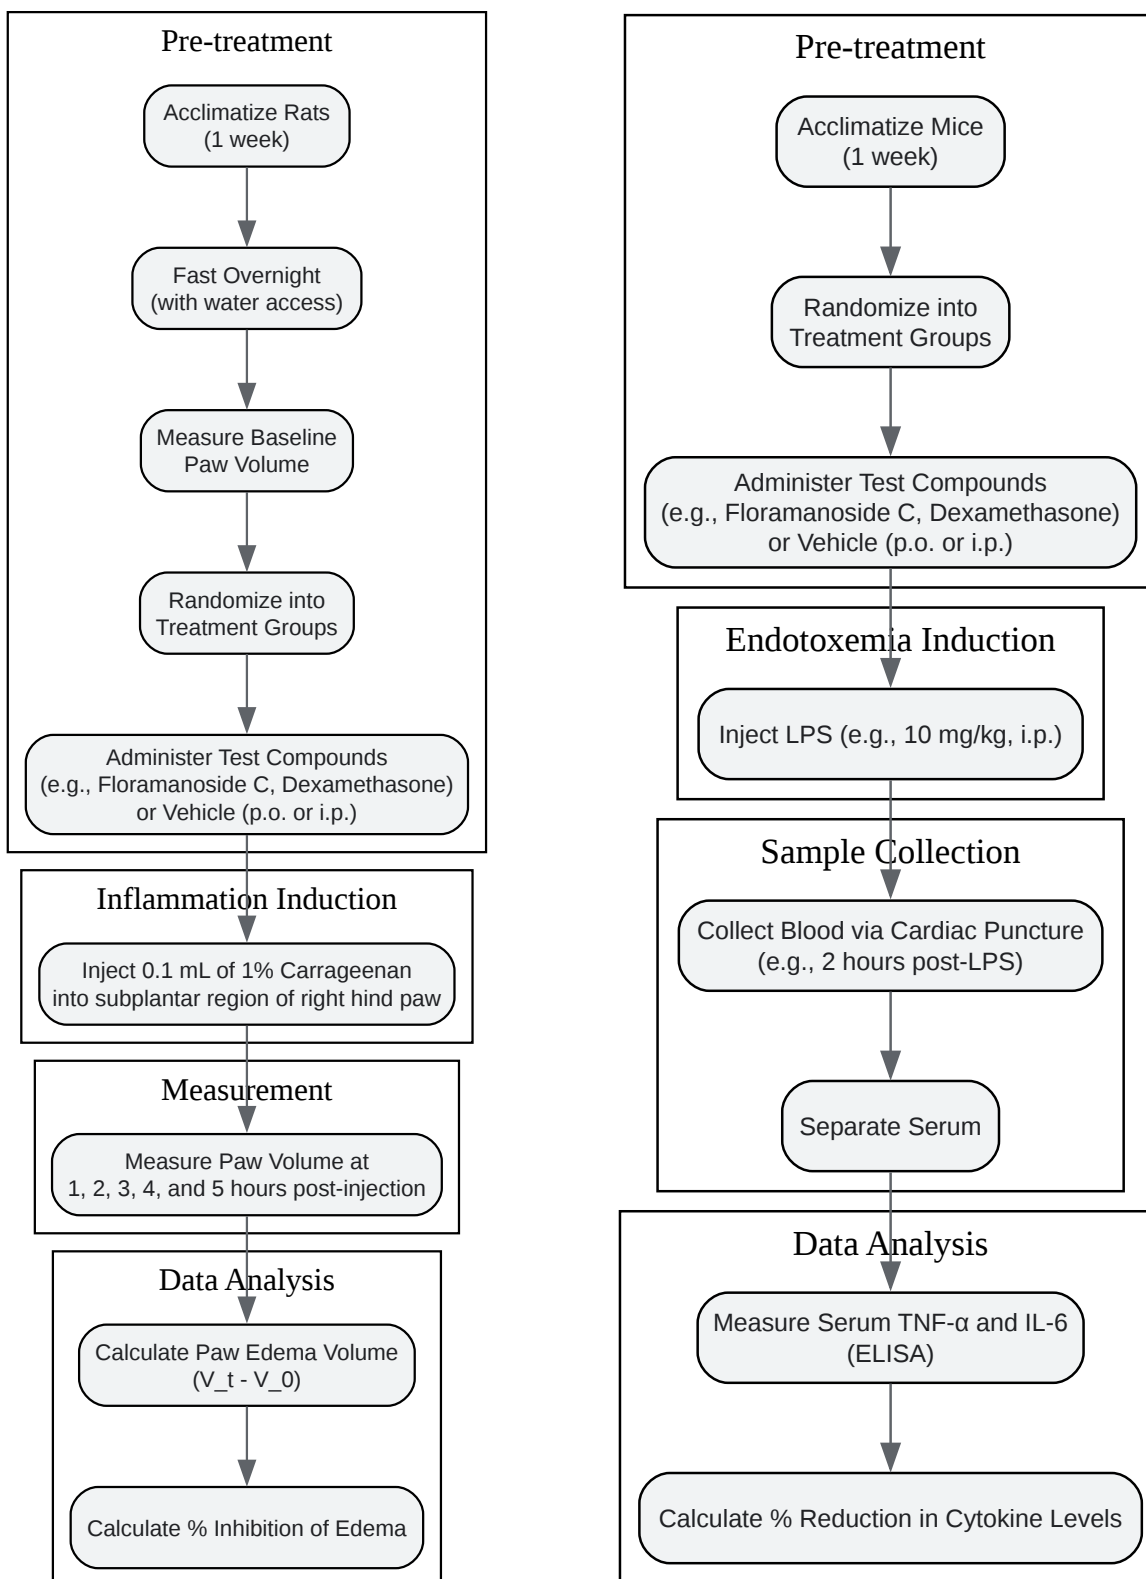 Pre-treatment
Acclimatize Rats
(1 week)
Fast Overnight
(with water access)
Measure Baseline
Paw Volume
Randomize into
Treatment Groups
Administer Test Compounds
(e.g., Floramanoside C, Dexamethasone)
or Vehicle (p.o. or i.p.)
Inflammation Induction
Inject 0.1 mL of 1% Carrageenan
into subplantar region of right hind paw
Measurement
Measure Paw Volume at
1, 2, 3, 4, and 5 hours post-injection
Data Analysis
Calculate Paw Edema Volume
(V_t - V_0)
Calculate % Inhibition of Edema
Pre-treatment
Acclimatize Mice
(1 week)
Randomize into
Treatment Groups
Administer Test Compounds
(e.g., Floramanoside C, Dexamethasone)
or Vehicle (p.o. or i.p.)
Endotoxemia Induction
Inject LPS (e.g., 10 mg/kg, i.p.)
Sample Collection
Collect Blood via Cardiac Puncture
(e.g., 2 hours post-LPS)
Separate Serum
Data Analysis
Measure Serum TNF-α and IL-6
(ELISA)
Calculate % Reduction in Cytokine Levels